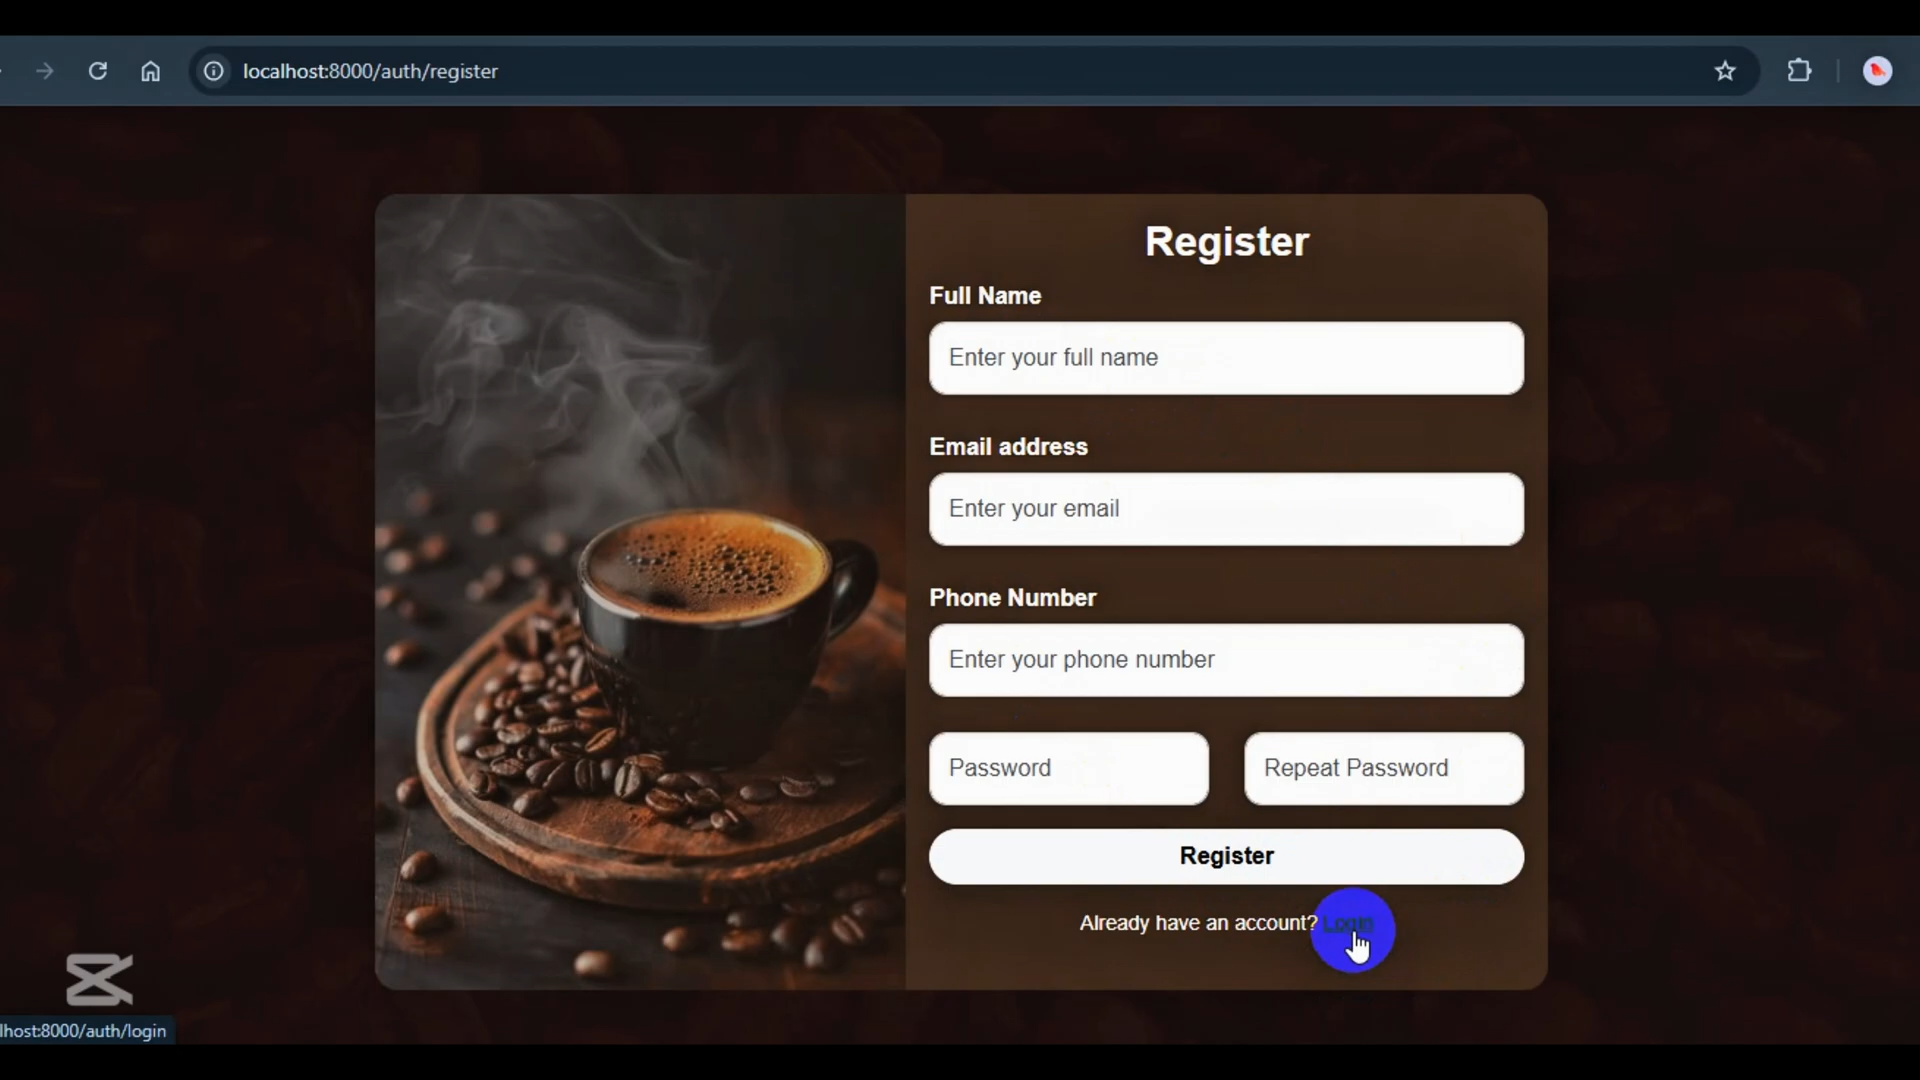 localhost:8000/auth/register
Register
Full Name
Enter your full name
Email address
Enter your email
Phone Number
Enter your phone number
Password
Repeat Password
Register
Already have an account? Login
lhost:8000/auth/login